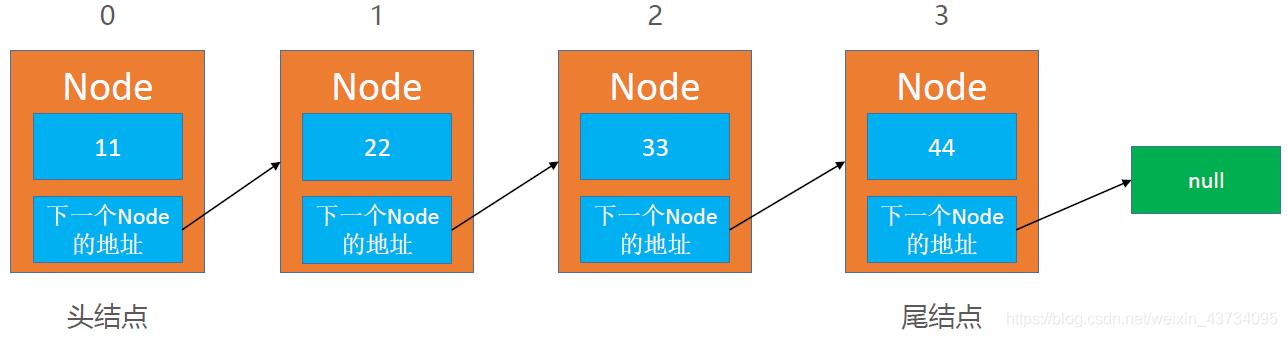 0
1
2
3
Node
Node
Node
Node
11
22
33
44
null
下一个Node
的地址
下一个Node
的地址
下一个Node
的地址
下一个Node
的地址
头结点
尾结点
https://blog.csdn.net/weixin_43734095